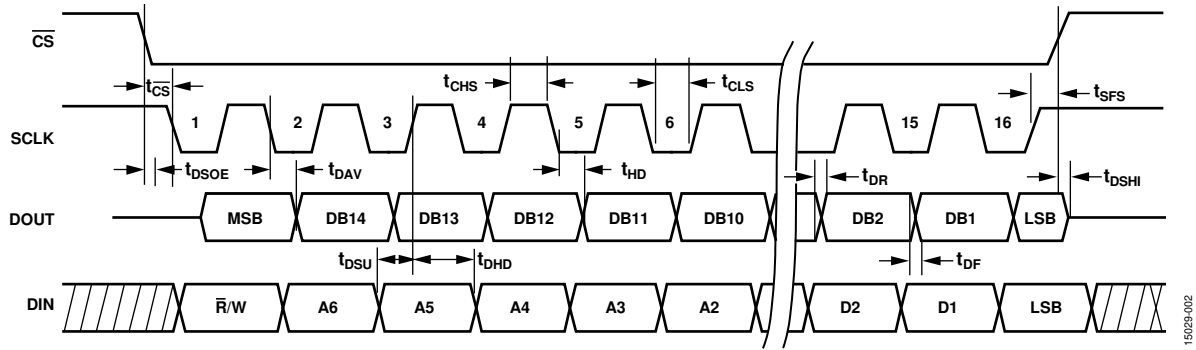 CS
tCS
tCHS
tCLS
tSFS
SCLK
1 2 3 4 5 6 15 16
tDSOE
tDAV
tHD
tDR
tDSHI
DOUT
MSB DB14 DB13 DB12 DB11 DB10 DB2 DB1 LSB
tDSU
tDHD
tDF
DIN
R/W A6 A5 A4 A3 A2 D2 D1 LSB
15029-002